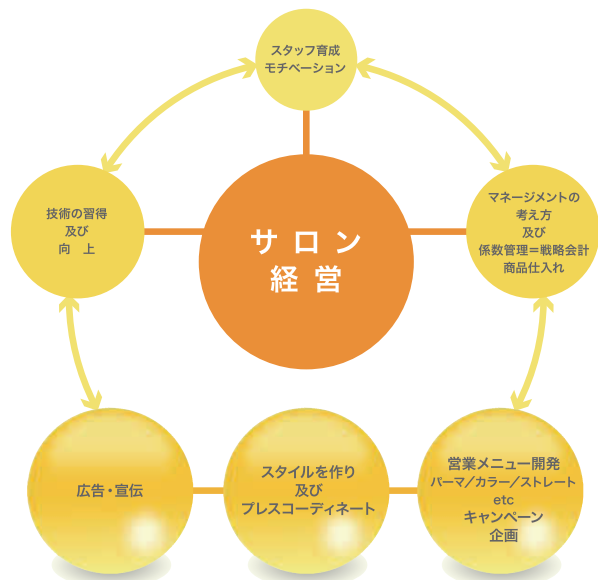 スタッフ育成
モチベーション
技術の習得
及び
向　上
サ ロ ン
経 営
マネージメントの
考え方
及び
係数管理＝戦略会計
商品仕入れ
広告・宣伝
スタイルを作り
及び
プレスコーディネート
営業メニュー開発
パーマ／カラー／ストレート
etc
キャンペーン
企画